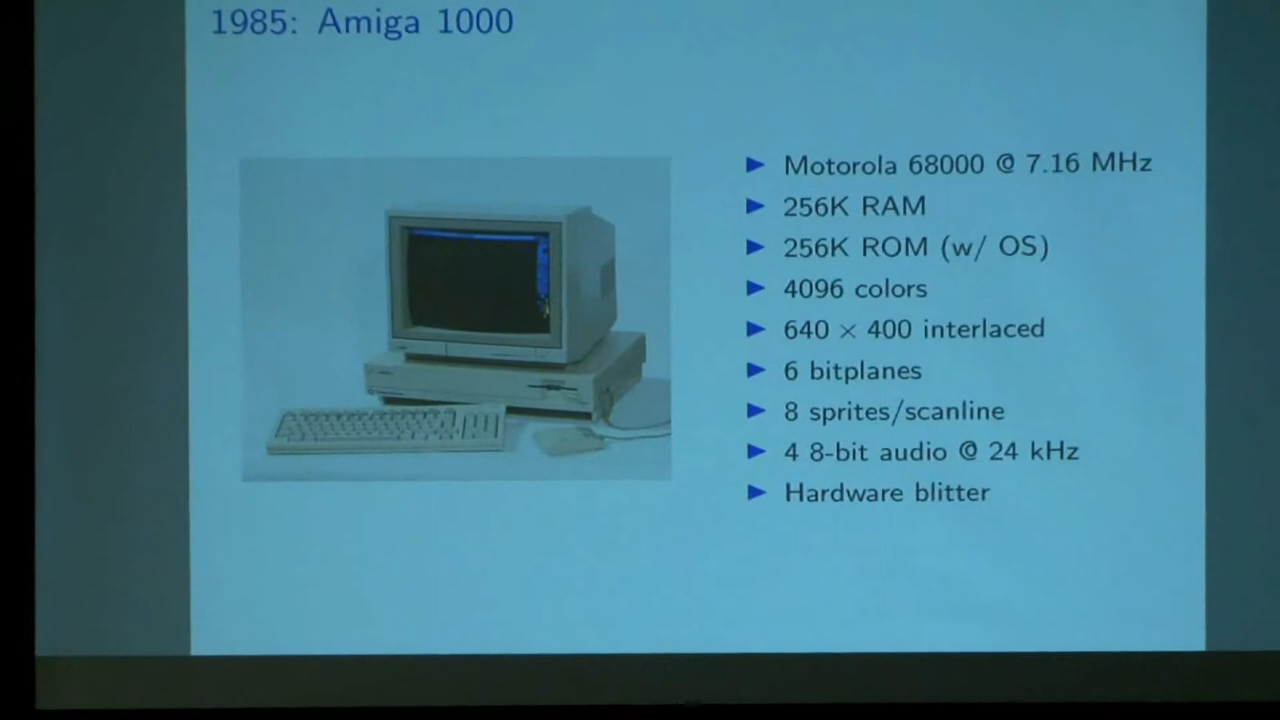 1985: Amiga 1000
► Motorola 68000 @ 7.16 MHz
► 256K RAM
► 256K ROM (w/ OS)
► 4096 colors
► 640 × 400 interlaced
► 6 bitplanes
► 8 sprites/scanline
► 4 8-bit audio @ 24 kHz
► Hardware blitter